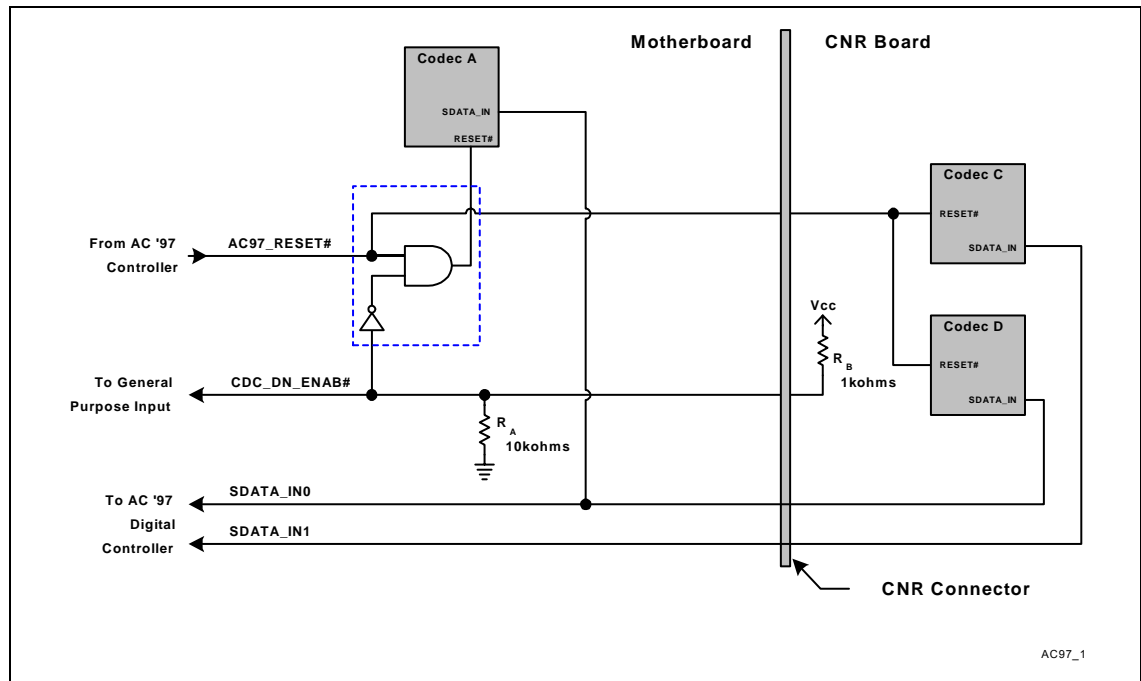 Motherboard
CNR Board
Codec A
SDATA_IN
RESET#
Codec C
RESET#
SDATA_IN
From AC '97
Controller
AC97_RESET#
Vcc
R B
1kohms
Codec D
RESET#
SDATA_IN
To General
Purpose Input
CDC_DN_ENAB#
R A
10kohms
To AC '97
Digital
Controller
SDATA_IN0
SDATA_IN1
CNR Connector
AC97_1